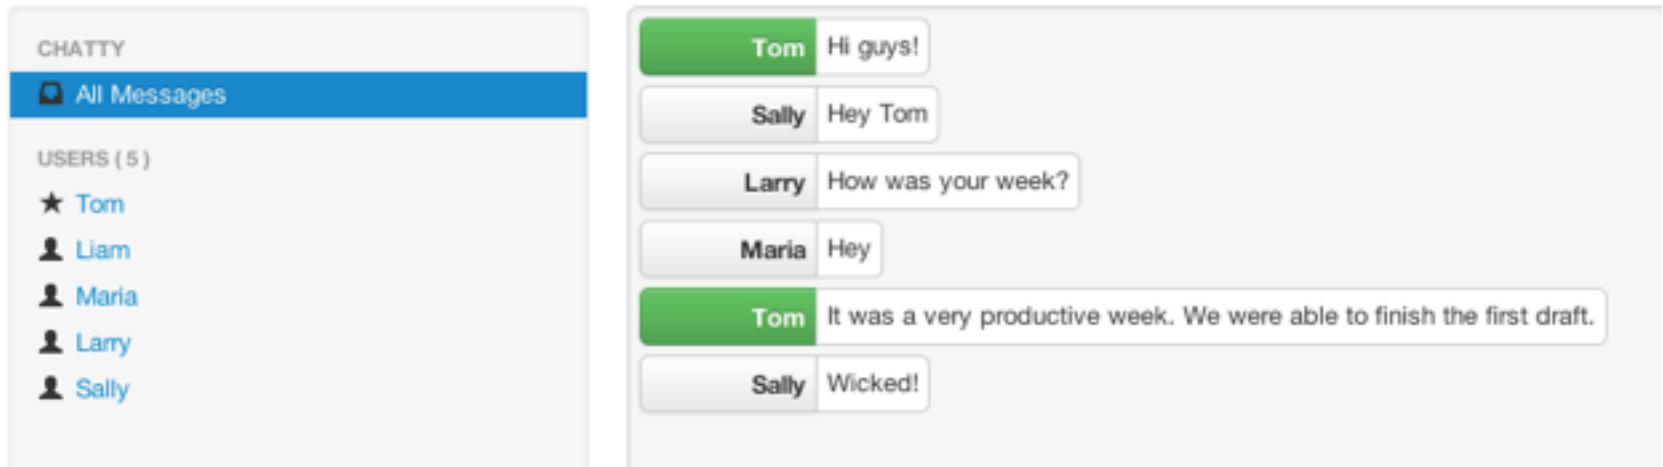 CHATTY
All Messages
USERS ( 5 )
Tom
Liam
Maria
Larry
Sally
Tom Hi guys!
Sally Hey Tom
Larry How was your week?
Maria Hey
Tom It was a very productive week. We were able to finish the first draft.
Sally Wicked!